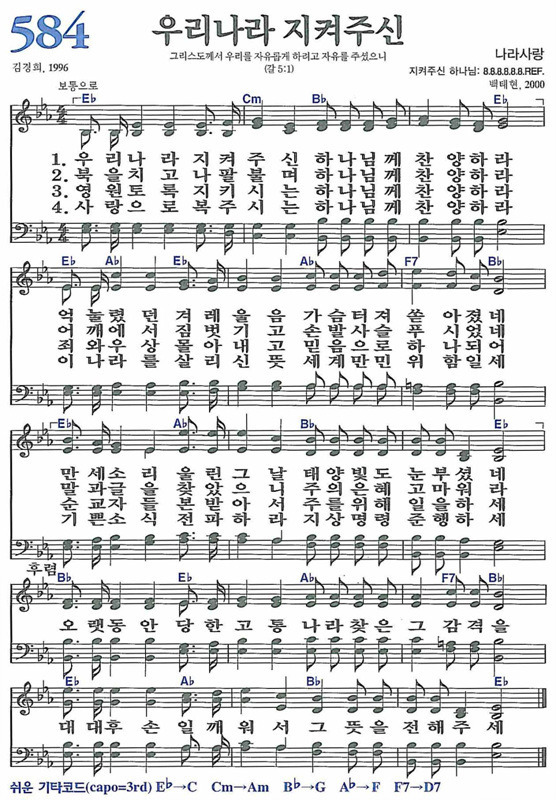 584 우리나라 지켜주신
그리스도께서 우리를 자유롭게 하려고 자유를 주셨으니
(갈 5:1)
나라사랑
김경희, 1996
지켜주신 하나님: 8.8.8.8.8.8.REF.
백태현, 2000
보통으로
E♭ Cm B♭ E♭
1. 우리나라지켜주신하나님께찬양하라
2. 북을치고나팔불며하나님께찬양하라
3. 영원토록지키시는하나님께찬양하라
4. 사랑으로복주시는하나님께찬양하라
E♭ A♭ E♭ A♭ E♭ F7 B♭
억눌렸던겨레울음가슴터져쏟아졌네
어깨에서짐벗기고손발사슬푸시었네
죄와우상몰아내고믿음으로하나되어
이나라를살리신뜻세계만민위함일세
E♭ A♭ E♭ B♭ E♭
만세소리울린그날태양빛도눈부셨네
말과글을찾았으니주의은혜고마워라
순교자들본받아서주를위해일을하세
기쁜소식전파하라지상명령준행하세
후렴
B♭ E♭ A♭ F7 B♭
오랫동안당한고통나라찾은그감격을
E♭ A♭ E♭ B♭ E♭
대대후손일깨워서그뜻을전해주세
쉬운 기타코드(capo=3rd) E♭→C Cm→Am B♭→G A♭→F F7→D7